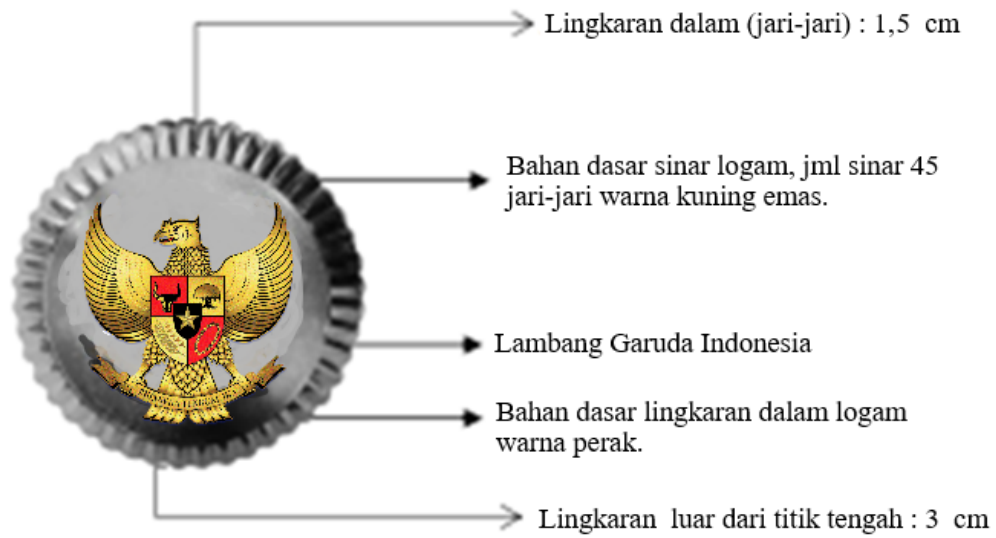 Lingkaran dalam (jari-jari) : 1,5 cm
Bahan dasar sinar logam, jml sinar 45
jari-jari warna kuning emas.
Lambang Garuda Indonesia
Bahan dasar lingkaran dalam logam
warna perak.
Lingkaran luar dari titik tengah : 3 cm